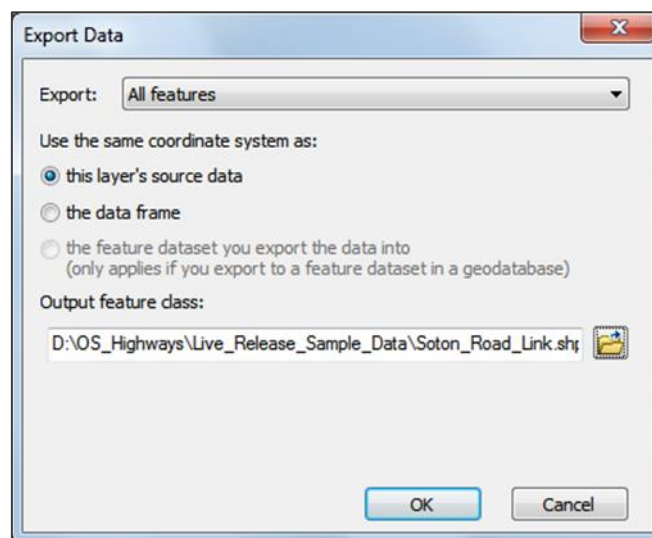 Export Data
Export: All features
Use the same coordinate system as:
this layer's source data
the data frame
the feature dataset you export the data into
(only applies if you export to a feature dataset in a geodatabase)
Output feature class:
D:\OS_Highways\Live_Release_Sample_Data\Soton_Road_Link.shp
OK Cancel